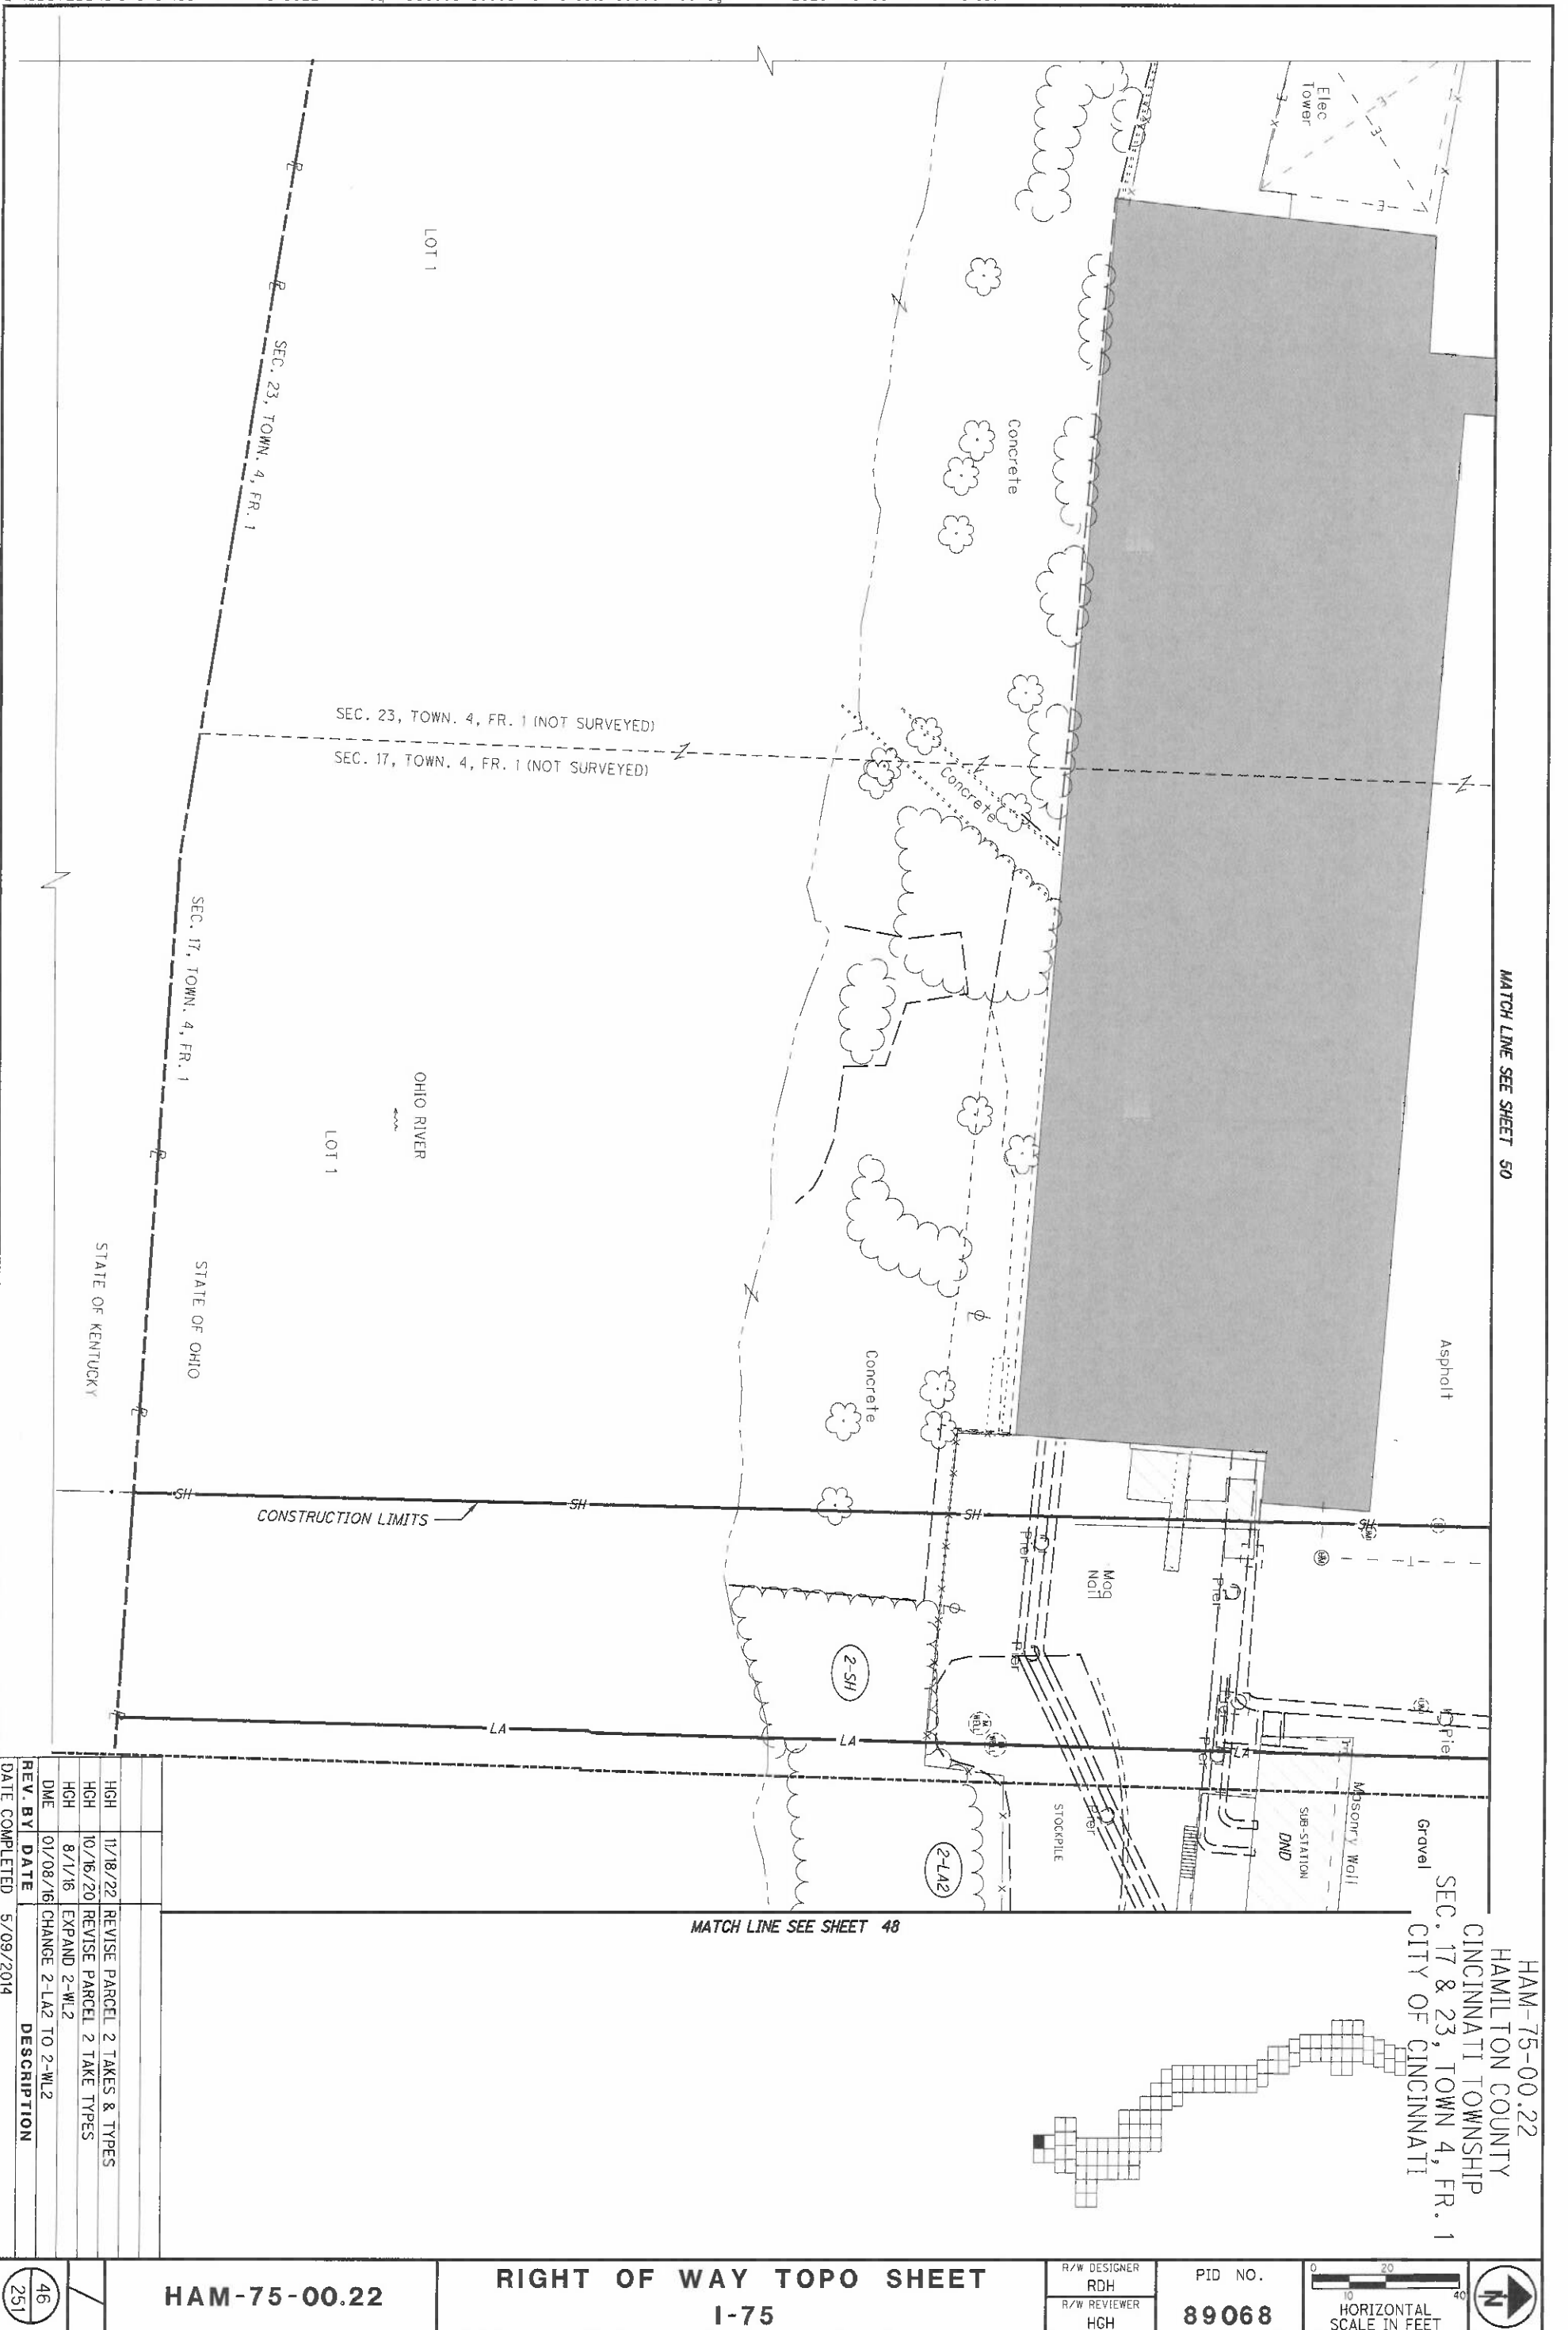 HAM-75-00.22
HAMILTON COUNTY
CINCINNATI TOWNSHIP
SEC. 17 & 23, TOWN 4, FR. 1
CITY OF CINCINNATI
MATCH LINE SEE SHEET 50
Elec
Tower
LOT 1
SEC. 23, TOWN. 4, FR. 1
Concrete
SEC. 23, TOWN. 4, FR. 1 (NOT SURVEYED)
SEC. 17, TOWN. 4, FR. 1 (NOT SURVEYED)
Concrete
SEC. 17, TOWN. 4, FR. 1
OHIO RIVER
LOT 1
STATE OF OHIO
STATE OF KENTUCKY
Concrete
Asphalt
SH
SH
SH
SH
CONSTRUCTION LIMITS
Pier
Mag
Nail
Pier
Pier
2-SH
Pier
LA
LA
LA
Pier
Masonry Wall
SUB-STATION
DND
Gravel
STOCKPILE
2-LA2
MATCH LINE SEE SHEET 48
HGH 11/18/22 REVISE PARCEL 2 TAKES & TYPES
HGH 10/16/20 REVISE PARCEL 2 TAKE TYPES
HGH 8/1/16 EXPAND 2-WL2
DME 01/08/16 CHANGE 2-LA2 TO 2-WL2
REV. BY DATE DESCRIPTION
DATE COMPLETED 5/09/2014
46
251
HAM-75-00.22
RIGHT OF WAY TOPO SHEET
I-75
R/W DESIGNER
RDH
R/W REVIEWER
HGH
PID NO.
89068
0 20
10 40
HORIZONTAL
SCALE IN FEET
N